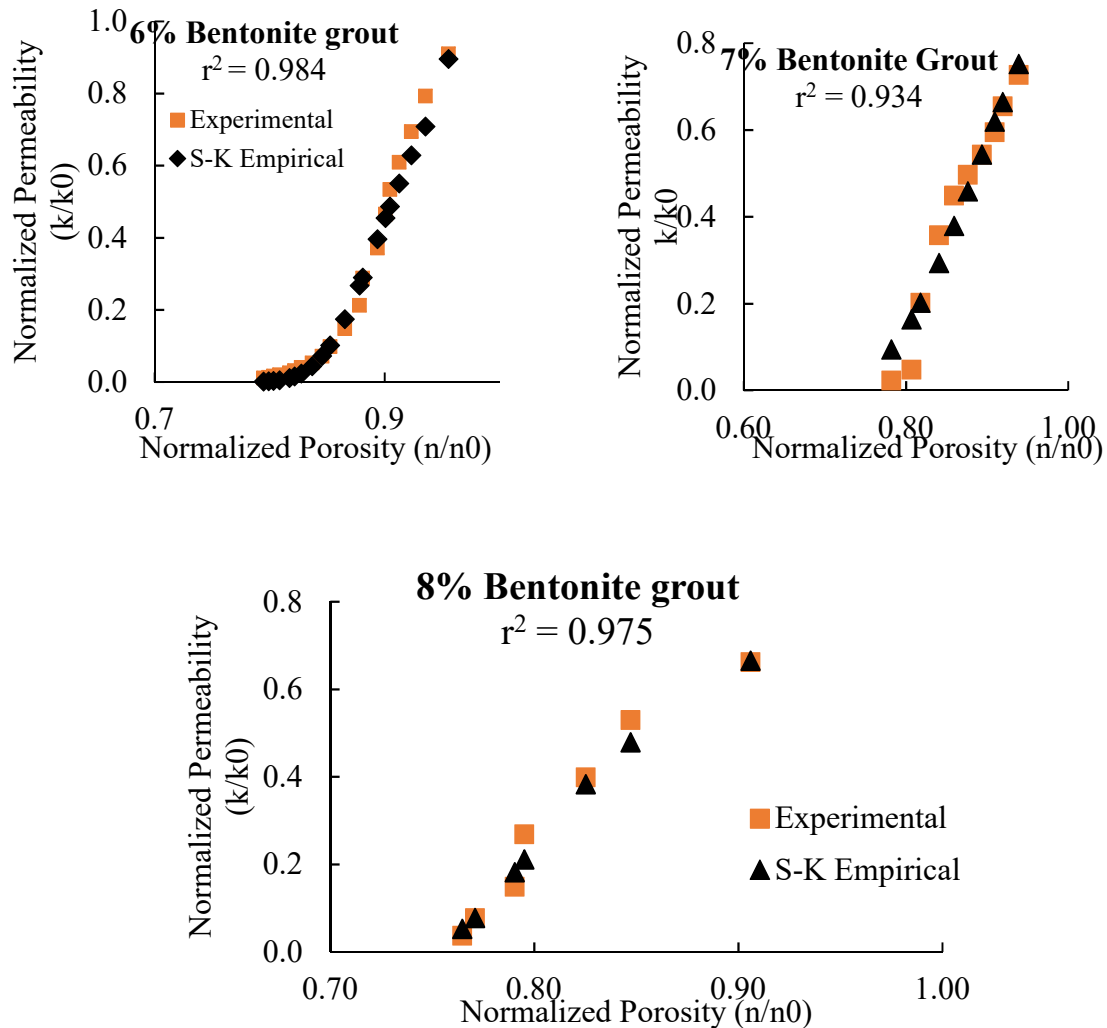 6% Bentonite grout
r² = 0.984
Experimental
S-K Empirical
1.0
0.8
0.6
0.4
0.2
0.0
0.7
0.9
Normalized Porosity (n/n0)
Normalized Permeability
(k/k0)
7% Bentonite Grout
r² = 0.934
0.8
0.6
0.4
0.2
0.0
0.60
0.80
1.00
Normalized Porosity (n/n0)
Normalized Permeability
k/k0
8% Bentonite grout
r² = 0.975
0.8
0.6
0.4
0.2
0.0
0.70
0.80
0.90
1.00
Normalized Porosity (n/n0)
Normalized Permeability
(k/k0)
Experimental
S-K Empirical